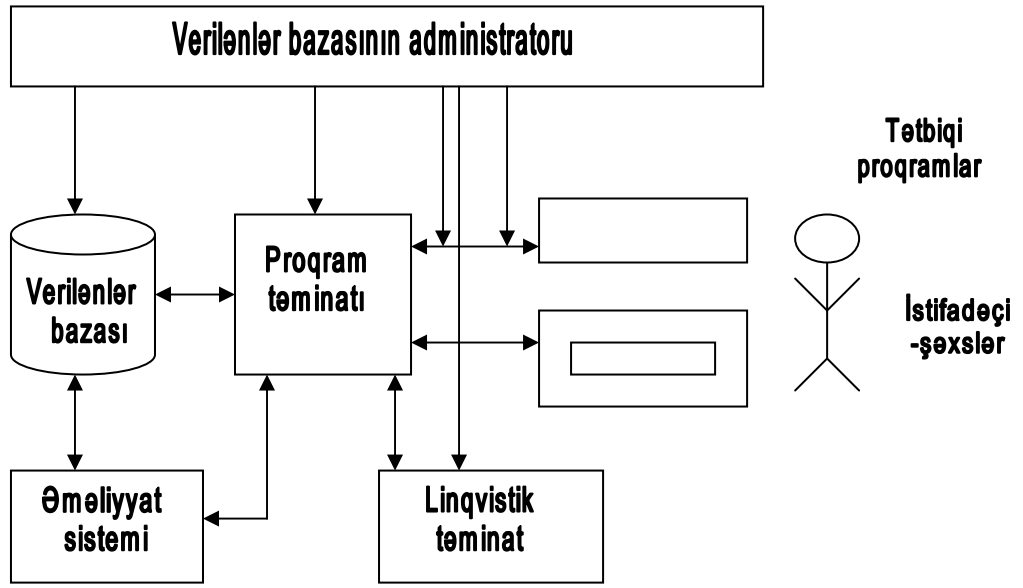 Verilənlər bazasının administratoru
Tətbiqi
proqramlar
Verilənlər
bazası
Proqram
təminatı
İstifadəçi
-şəxslər
Əməliyyat
sistemi
Linqvistik
təminat